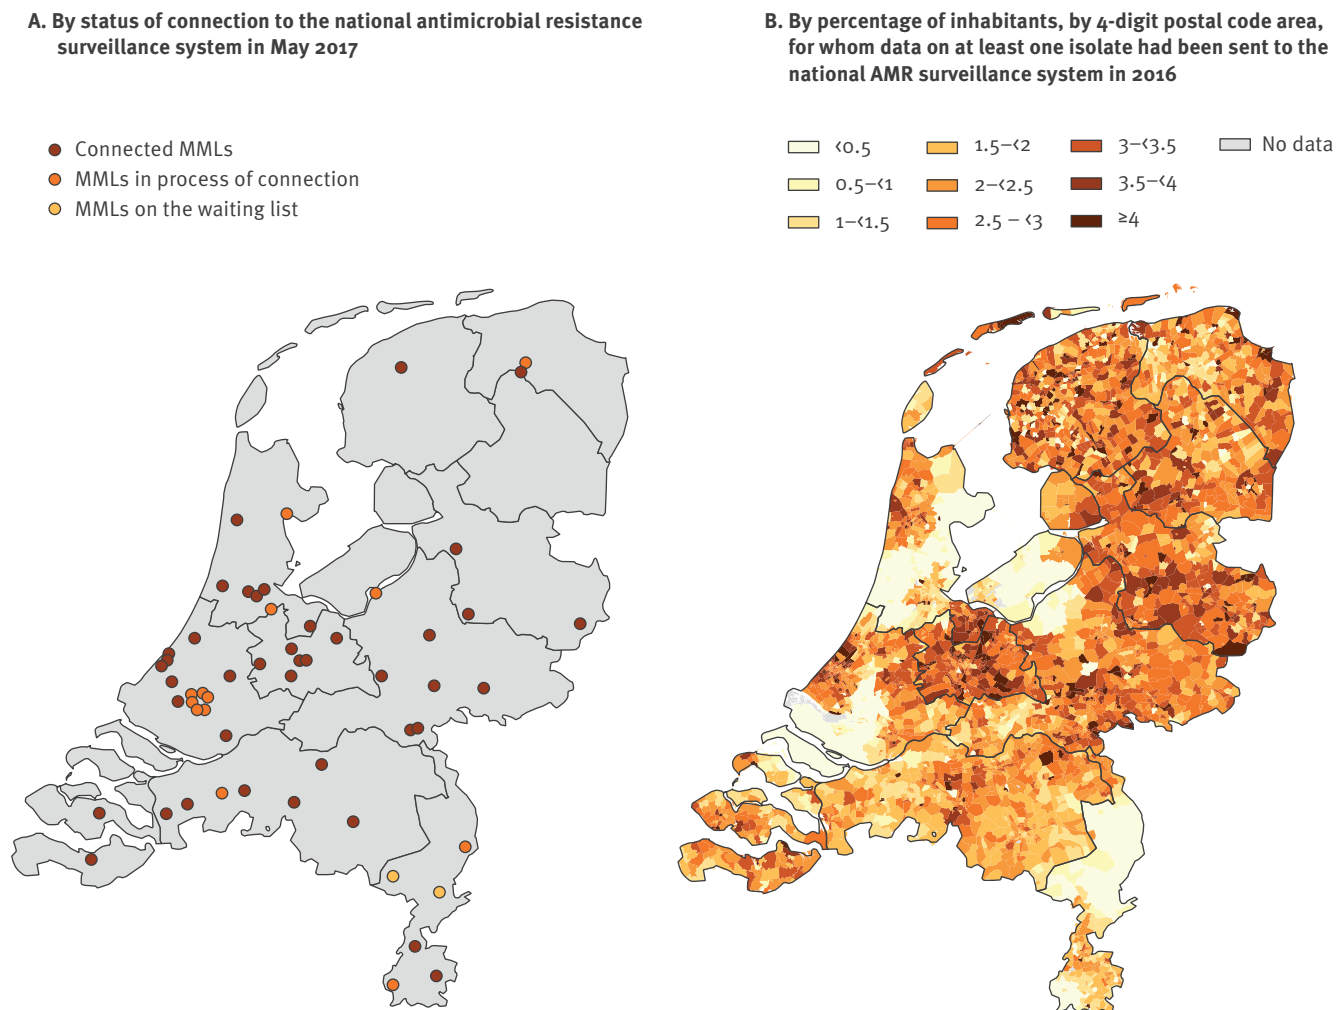 A. By status of connection to the national antimicrobial resistance
surveillance system in May 2017
Connected MMLs
MMLs in process of connection
MMLs on the waiting list
B. By percentage of inhabitants, by 4-digit postal code area,
for whom data on at least one isolate had been sent to the
national AMR surveillance system in 2016
<0.5
0.5–<1
1–<1.5
1.5–<2
2–<2.5
2.5 – <3
3–<3.5
3.5–<4
≥4
No data